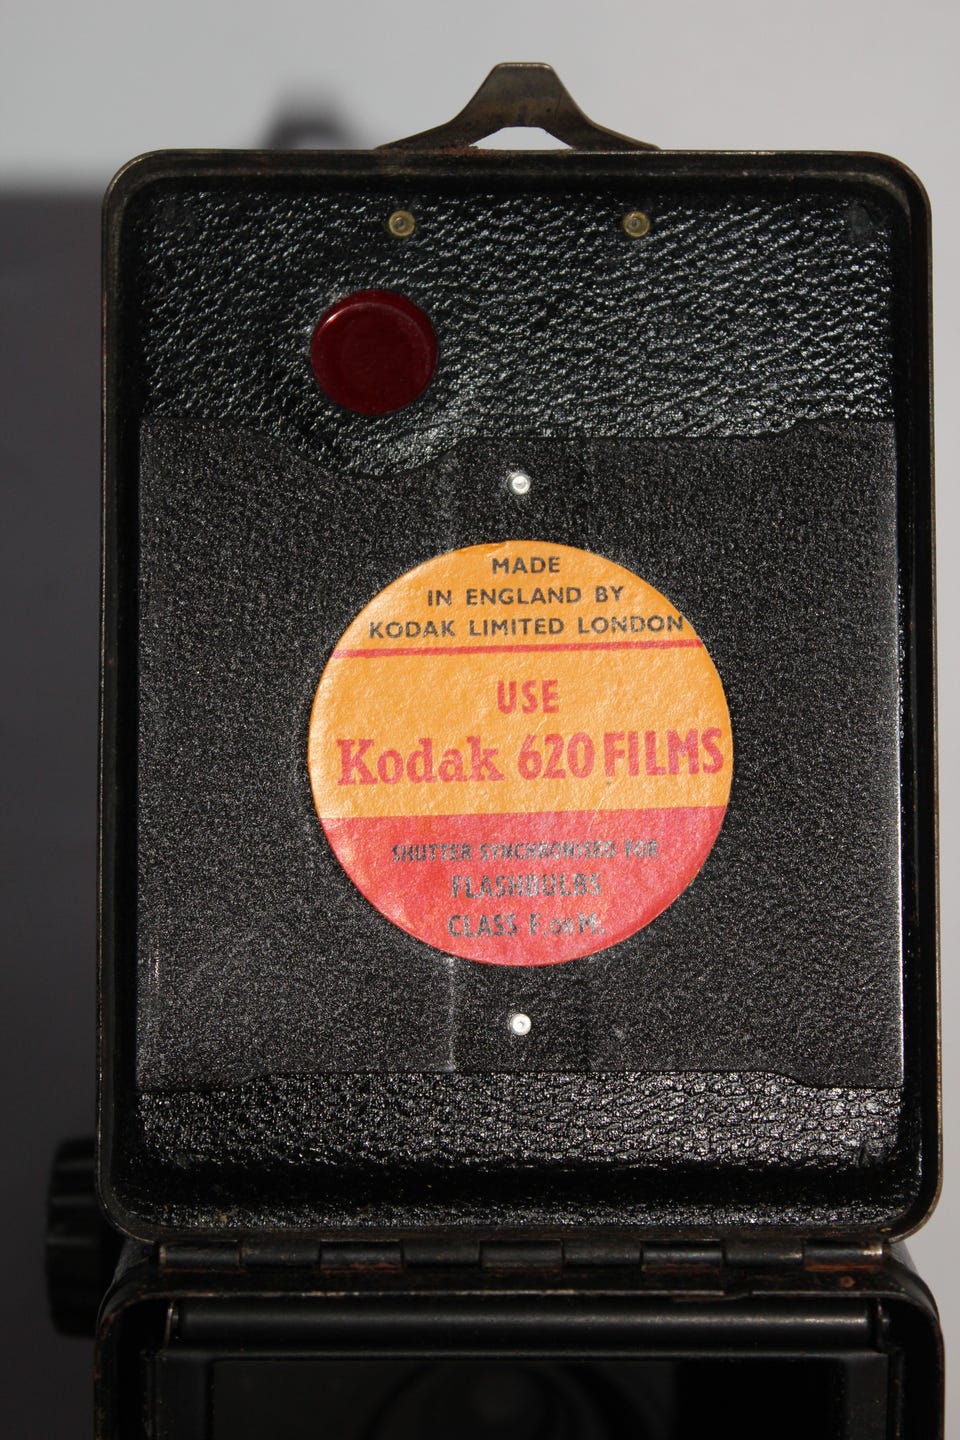 MADE
IN ENGLAND BY
KODAK LIMITED LONDON
USE
Kodak 620 FILMS
SHUTTER SYNCHRONISED FOR
FLASHBULBS
CLASS F. OR M.